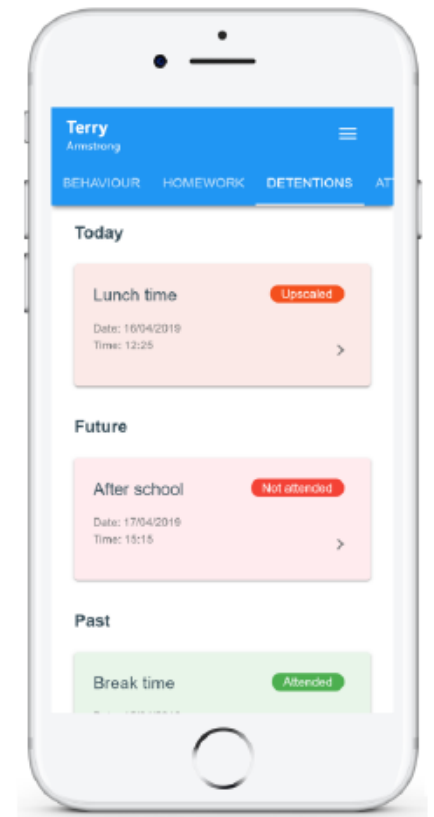 Terry
Armstrong
BEHAVIOUR HOMEWORK DETENTIONS AT
Today
Lunch time Upscaled
Date: 16/04/2019
Time: 12:25
Future
After school Not attended
Date: 17/04/2019
Time: 15:15
Past
Break time Attended